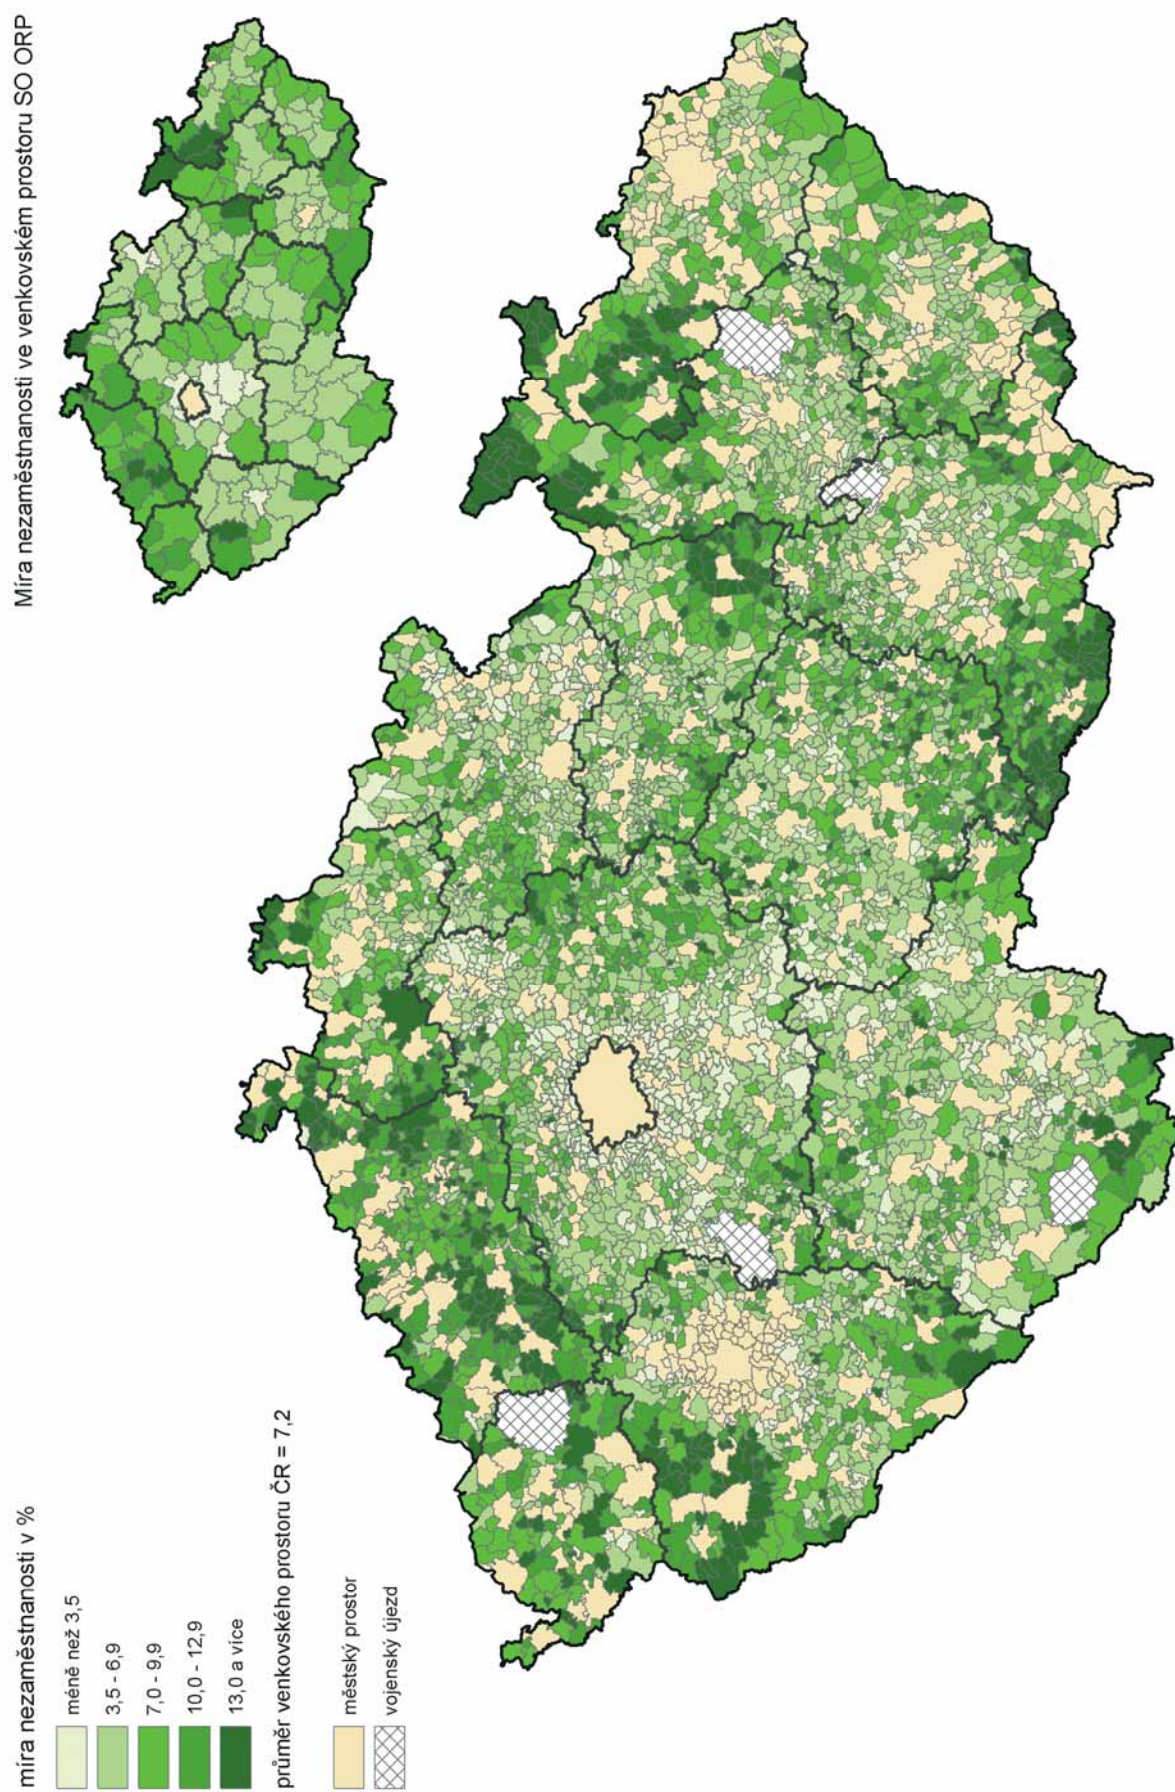 Míra nezaměstnanosti ve venkovském prostoru SO ORP
míra nezaměstnanosti v %
méně než 3,5
3,5 - 6,9
7,0 - 9,9
10,0 - 12,9
13,0 a více
průměr venkovského prostoru ČR = 7,2
městský prostor
vojenský újezd